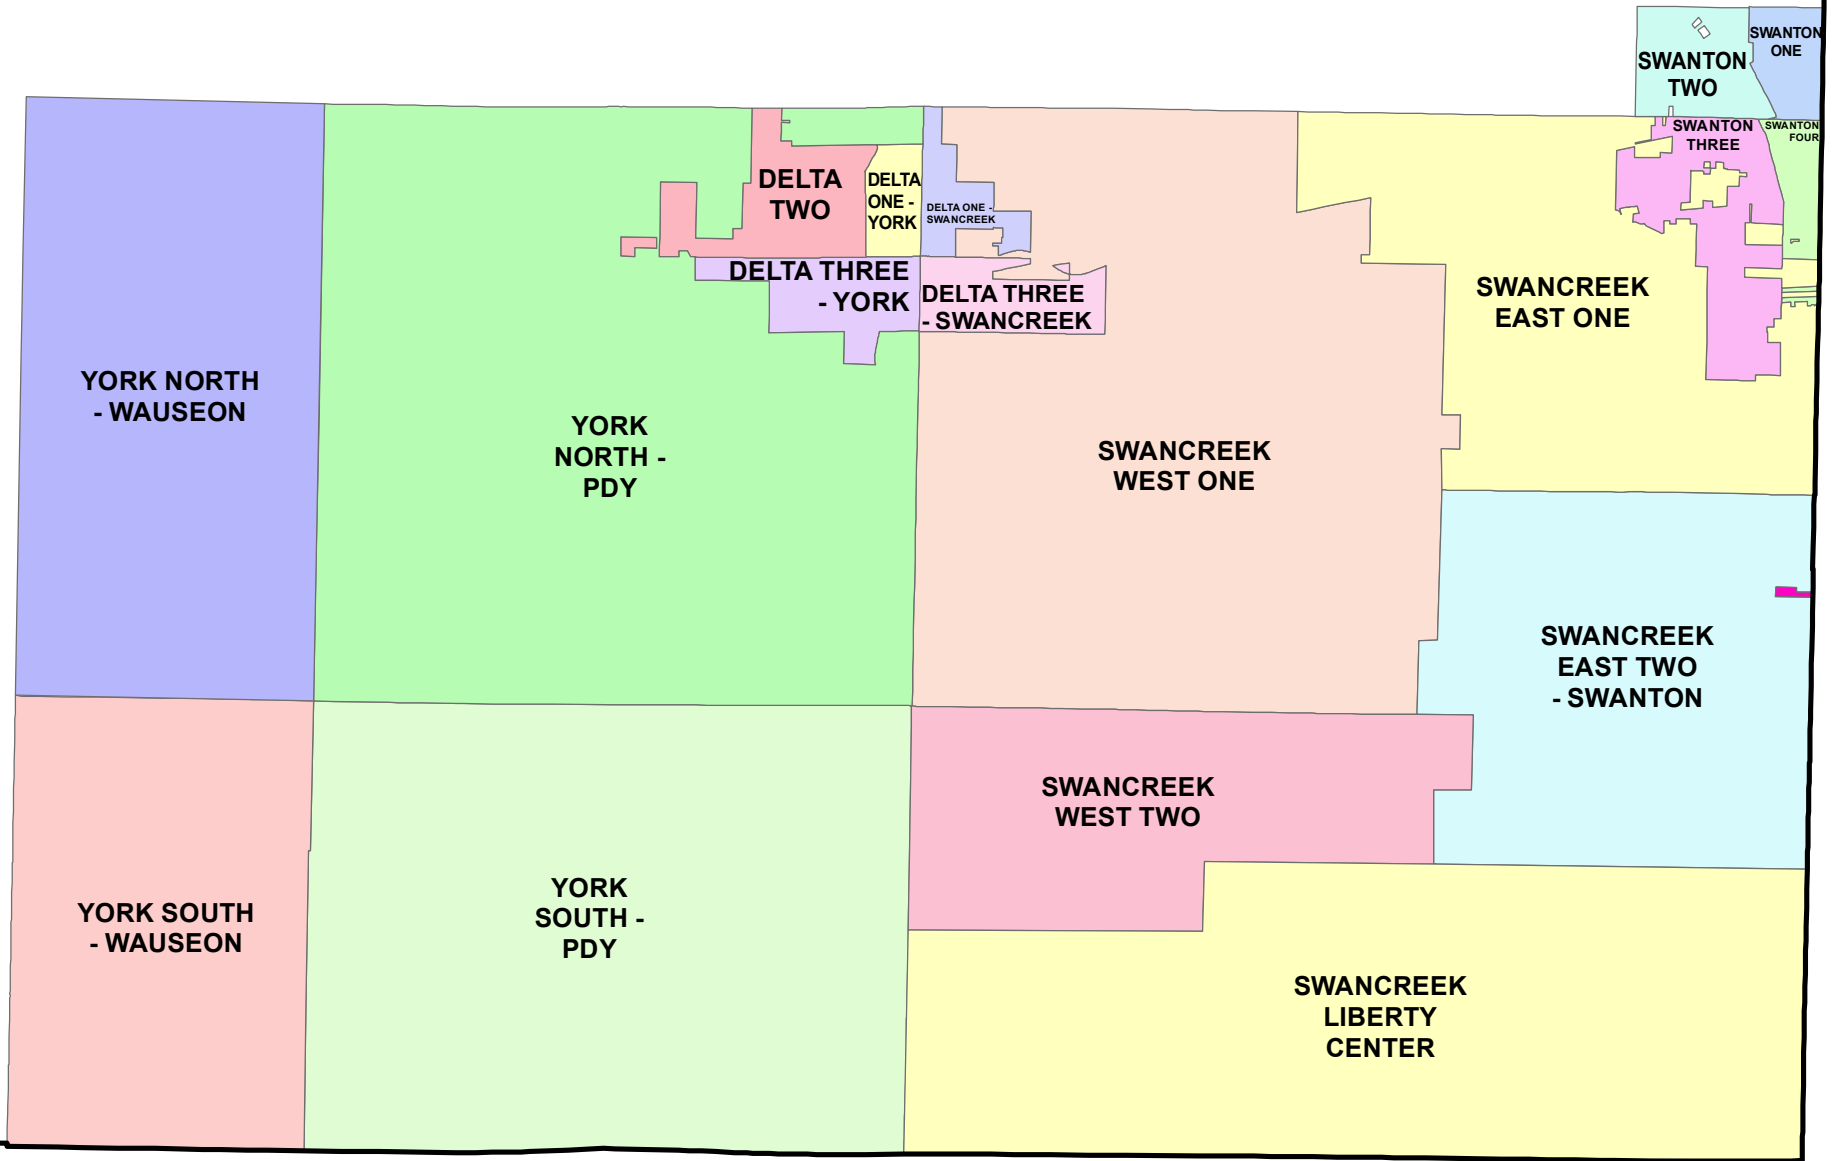 SWANTON
ONE
SWANTON
TWO
SWANTON
THREE
SWANTON
FOUR
DELTA
TWO
DELTA
ONE -
YORK
DELTA ONE -
SWANCREEK
DELTA THREE
- YORK
DELTA THREE
- SWANCREEK
SWANCREEK
EAST ONE
YORK NORTH
- WAUSEON
YORK
NORTH -
PDY
SWANCREEK
WEST ONE
SWANCREEK
EAST TWO
- SWANTON
SWANCREEK
WEST TWO
YORK SOUTH
- WAUSEON
YORK
SOUTH -
PDY
SWANCREEK
LIBERTY
CENTER